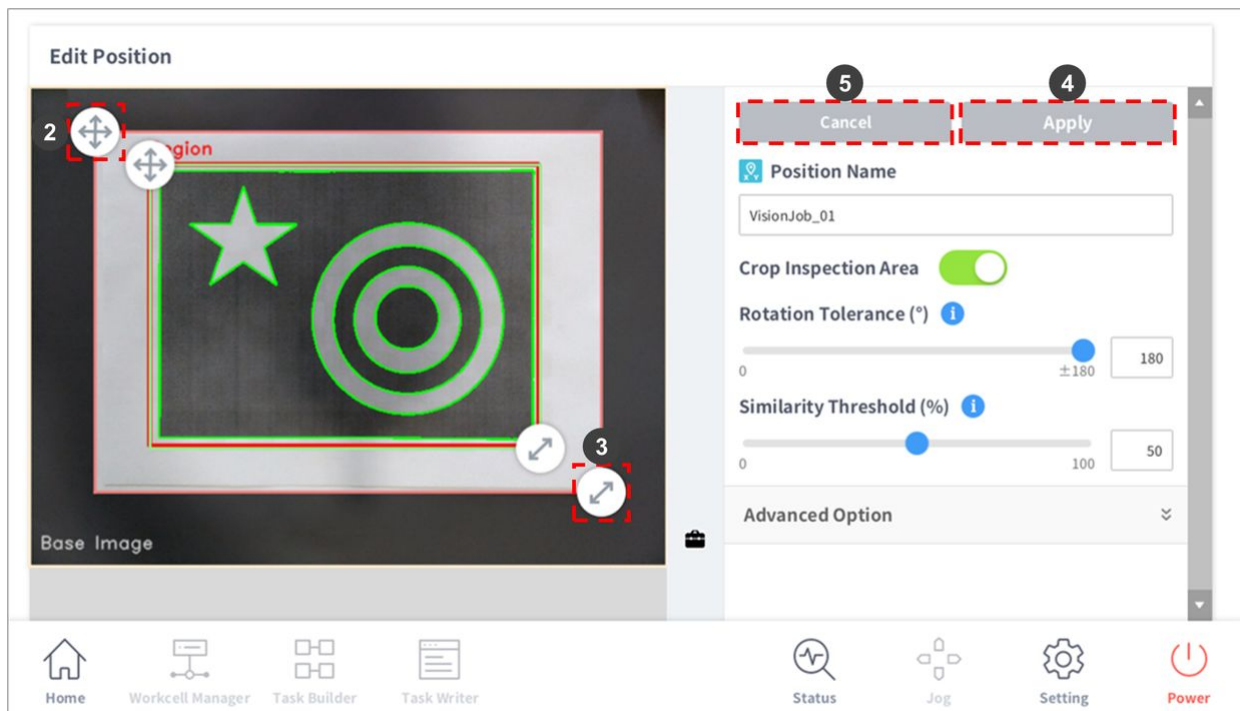 Edit Position
5
4
Cancel
Apply
2
gion
Position Name
VisionJob_01
Crop Inspection Area
Rotation Tolerance (°) i
0
±180
180
Similarity Threshold (%) i
0
100
50
3
Advanced Option
Base Image
Home
Workcell Manager
Task Builder
Task Writer
Status
Jog
Setting
Power